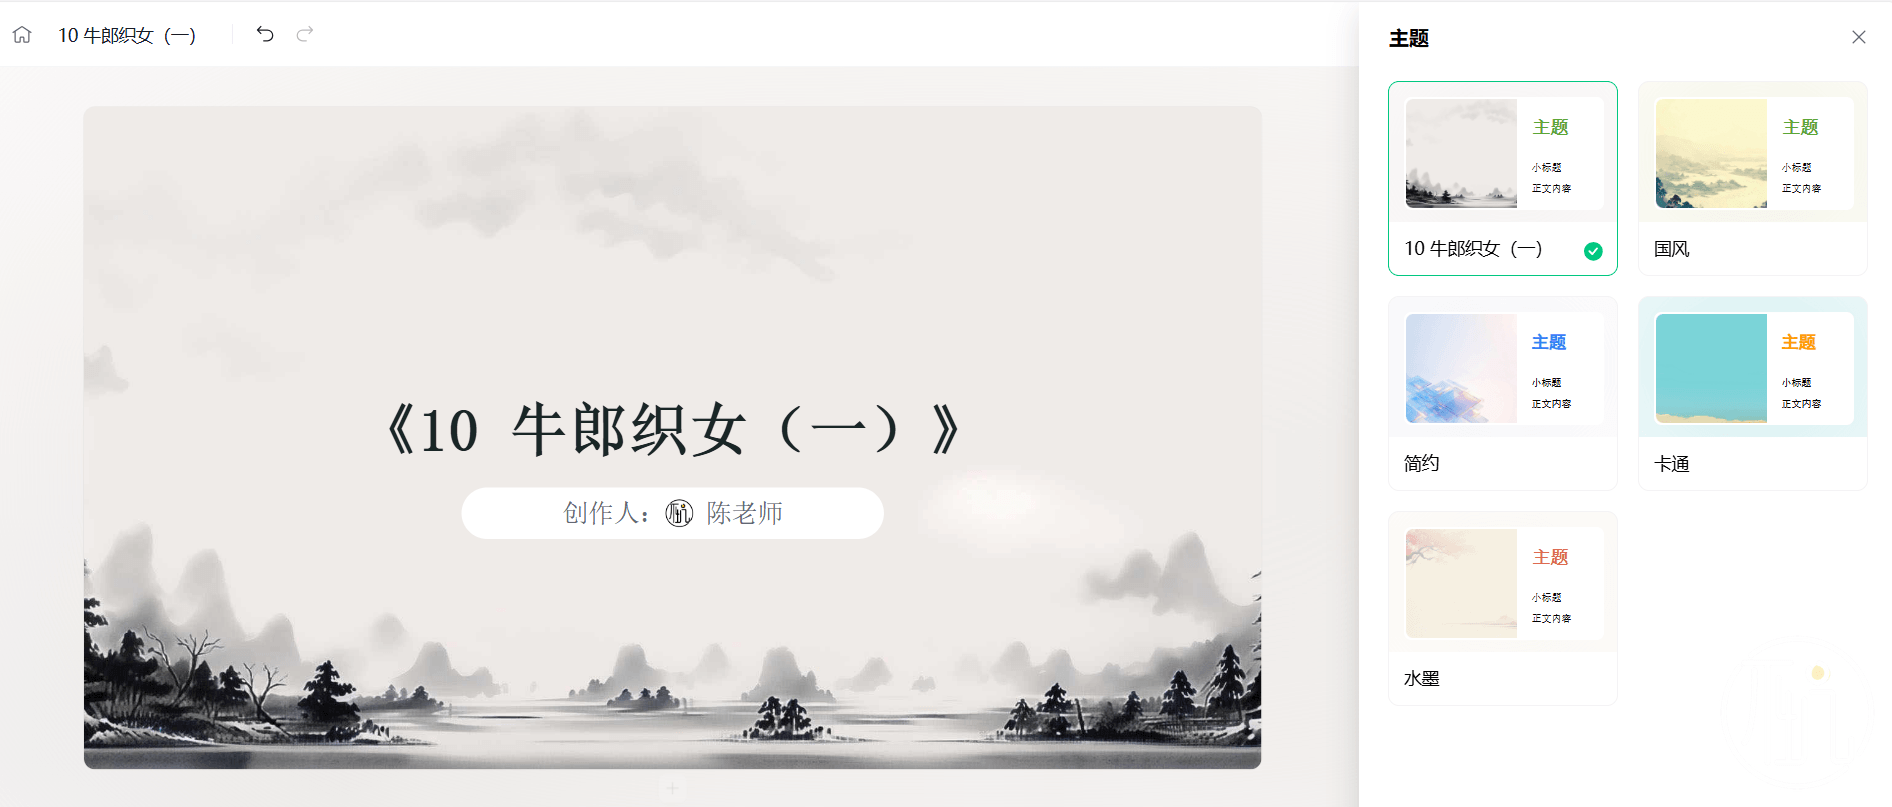 10 牛郎织女（一）
《10 牛郎织女（一）》
创作人： 陈老师
主题
主题
小标题
正文内容
10 牛郎织女（一）
主题
小标题
正文内容
国风
主题
小标题
正文内容
简约
主题
小标题
正文内容
卡通
主题
小标题
正文内容
水墨